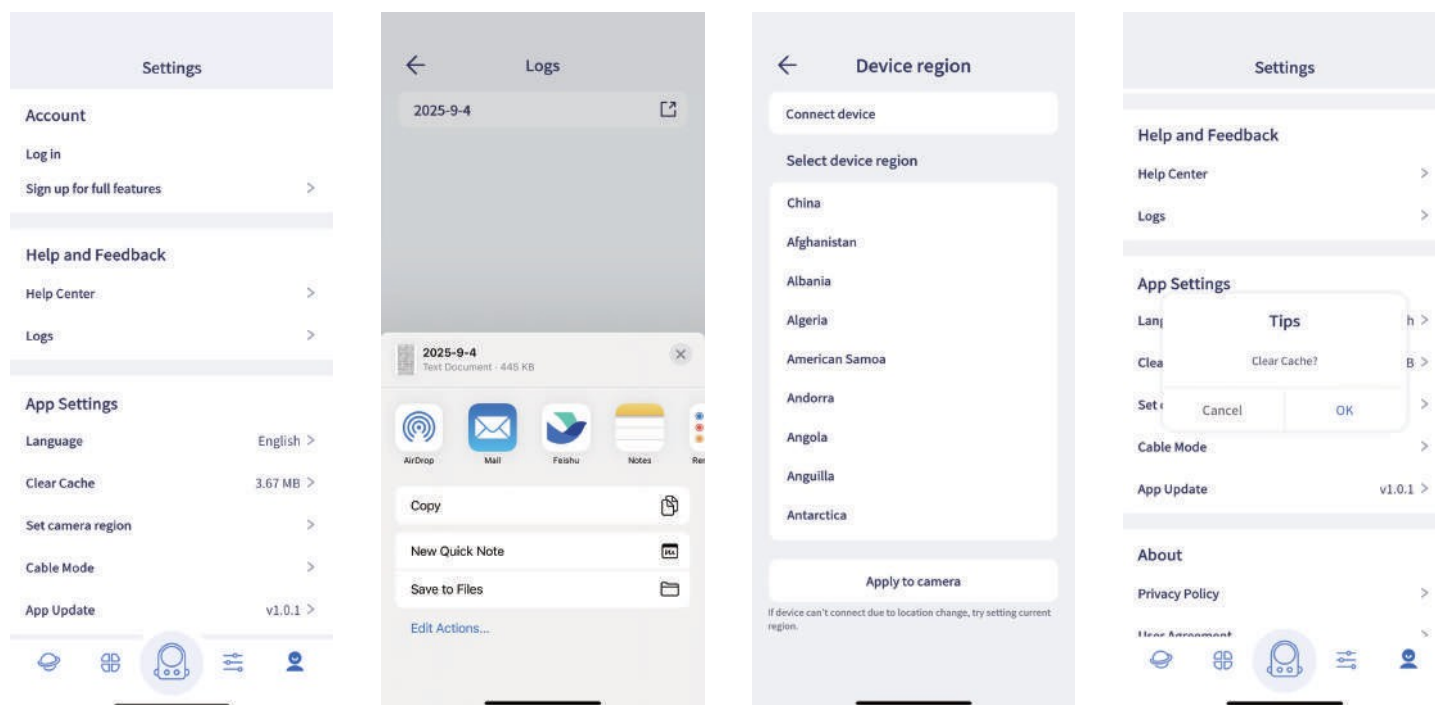 Settings
Account
Log in
Sign up for full features
Help and Feedback
Help Center
Logs
App Settings
Language English
Clear Cache 3.67 MB
Set camera region
Cable Mode
App Update v1.0.1
Logs
2025-9-4
2025-9-4
Text Document · 445 KB
AirDrop Mail Feishu Notes Rer
Copy
New Quick Note
Save to Files
Edit Actions...
Device region
Connect device
Select device region
China
Afghanistan
Albania
Algeria
American Samoa
Andorra
Angola
Anguilla
Antarctica
Apply to camera
If device can't connect due to location change, try setting current
region.
Settings
Help and Feedback
Help Center
Logs
App Settings
Lang h
Tips
Clea B
Clear Cache?
Set
Cancel OK
Cable Mode
App Update v1.0.1
About
Privacy Policy
User Agreement